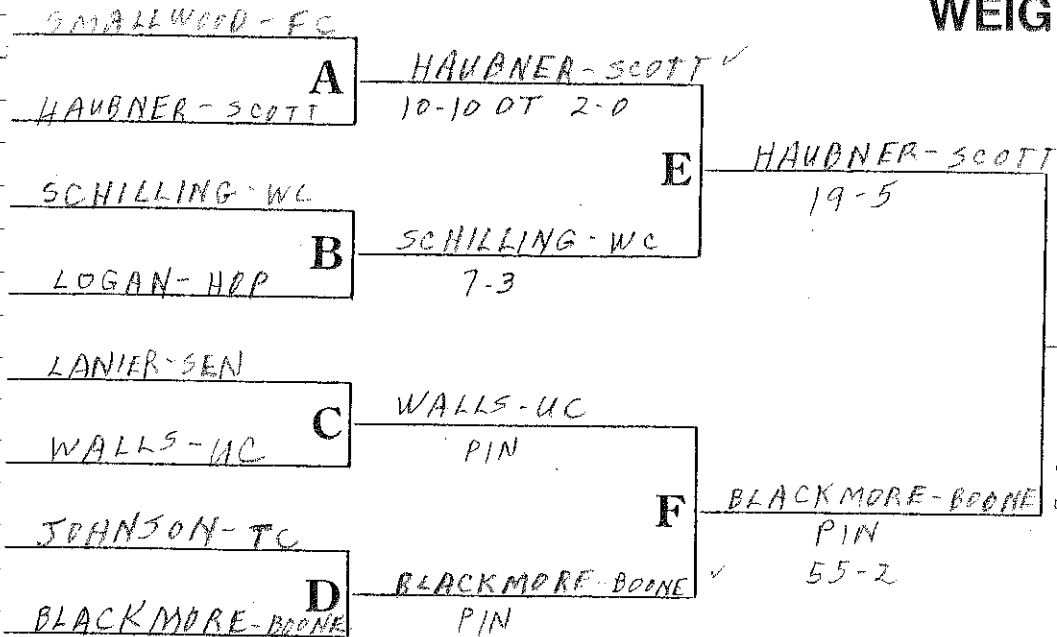 WEIG
SMALLWOOD-FC
A
HAUBNER-SCOTT ✓
HAUBNER-SCOTT
10-10 OT 2-0
E
HAUBNER-SCOTT
19-5
SCHILLING-WC
B
SCHILLING-WC
LOGAN-HOP
7-3
LANIER-SEN
C
WALLS-UC
WALLS-UC
PIN
F
BLACKMORE-BOONE
PIN
55-2
JOHNSON-TC
D
BLACKMORE-BOONE ✓
BLACKMORE-BOONE
PIN